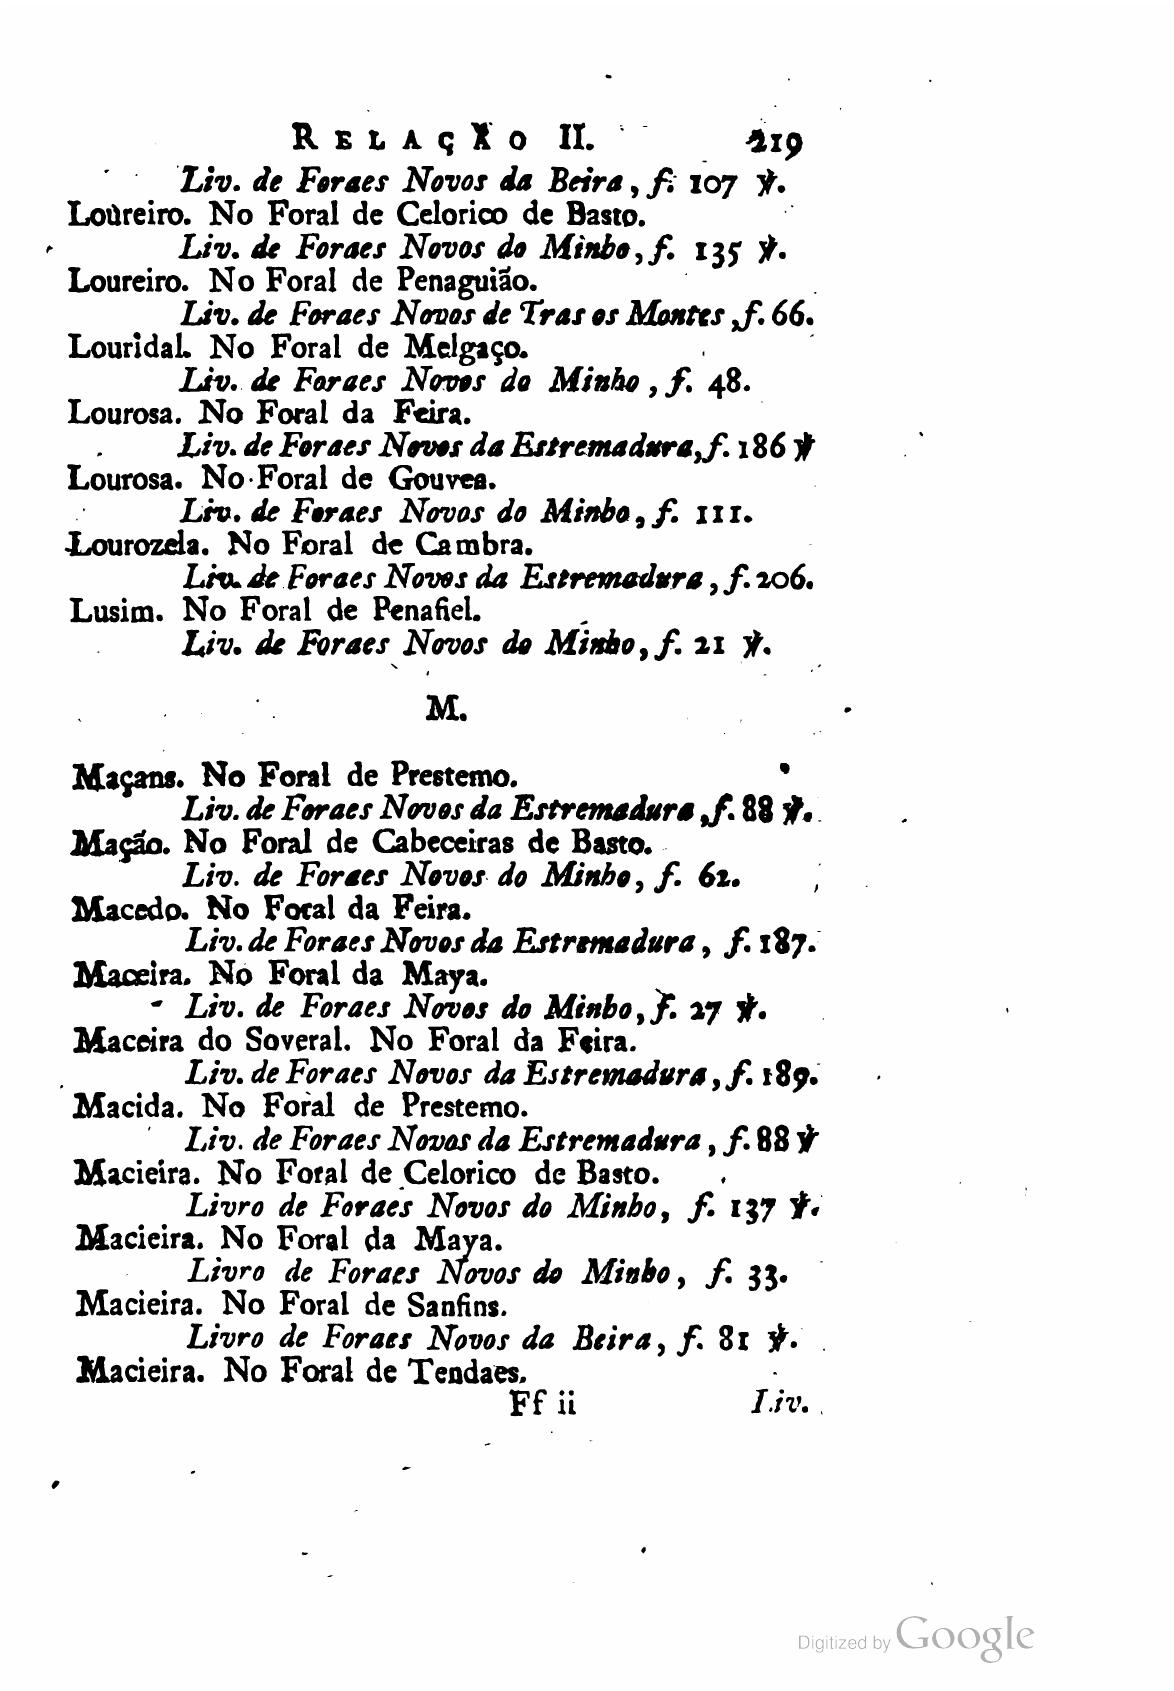 RELAÇÃO II. 219
Liv. de Foraes Novos da Beira, f. 107 ℣.
Loureiro. No Foral de Celorico de Basto.
Liv. de Foraes Novos do Minho, f. 135 ℣.
Loureiro. No Foral de Penaguião.
Liv. de Foraes Novos de Tras os Montes, f. 66.
Louridal. No Foral de Melgaço.
Liv. de Foraes Novos do Minho, f. 48.
Lourosa. No Foral da Feira.
Liv. de Foraes Novos da Estremadura, f. 186 ℣
Lourosa. No Foral de Gouvea.
Liv. de Foraes Novos do Minho, f. 111.
Lourozela. No Foral de Cambra.
Liv. de Foraes Novos da Estremadura, f. 206.
Lusim. No Foral de Penafiel.
Liv. de Foraes Novos do Minho, f. 21 ℣.
M.
Maçans. No Foral de Prestemo.
Liv. de Foraes Novos da Estremadura, f. 88 ℣.
Mação. No Foral de Cabeceiras de Basto.
Liv. de Foraes Novos do Minho, f. 62.
Macedo. No Foral da Feira.
Liv. de Foraes Novos da Estremadura, f. 187.
Maceira. No Foral da Maya.
Liv. de Foraes Novos do Minho, f. 27 ℣.
Maceira do Soveral. No Foral da Feira.
Liv. de Foraes Novos da Estremadura, f. 189.
Macida. No Foral de Prestemo.
Liv. de Foraes Novos da Estremadura, f. 88 ℣
Macieira. No Foral de Celorico de Basto.
Livro de Foraes Novos do Minho, f. 137 ℣.
Macieira. No Foral da Maya.
Livro de Foraes Novos do Minho, f. 33.
Macieira. No Foral de Sanfins.
Livro de Foraes Novos da Beira, f. 81 ℣.
Macieira. No Foral de Tendaes.
Ff ii Liv.
Digitized by Google